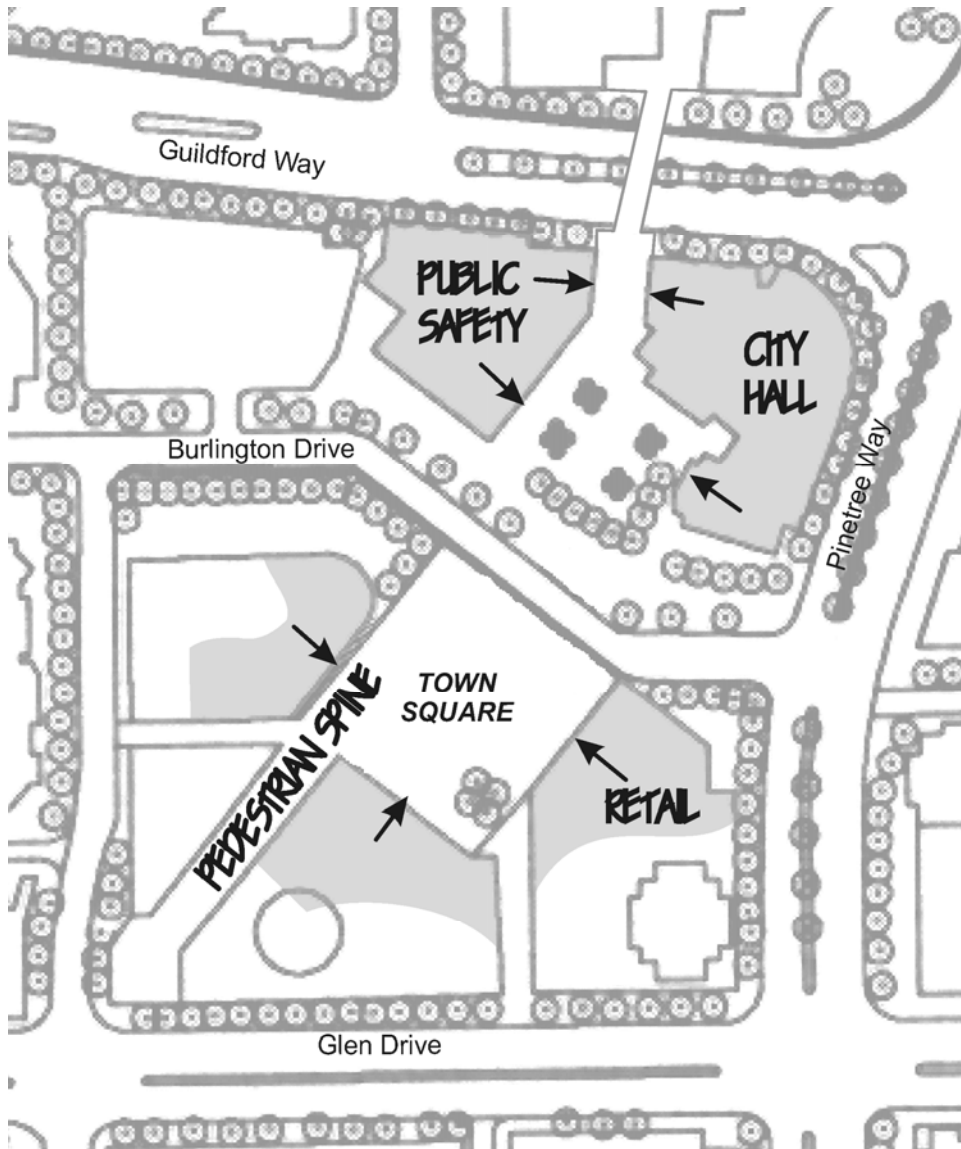 Guildford Way
PUBLIC
SAFETY
CITY
HALL
Burlington Drive
Pinetree Way
TOWN
SQUARE
PEDESTRIAN SPINE
RETAIL
Glen Drive